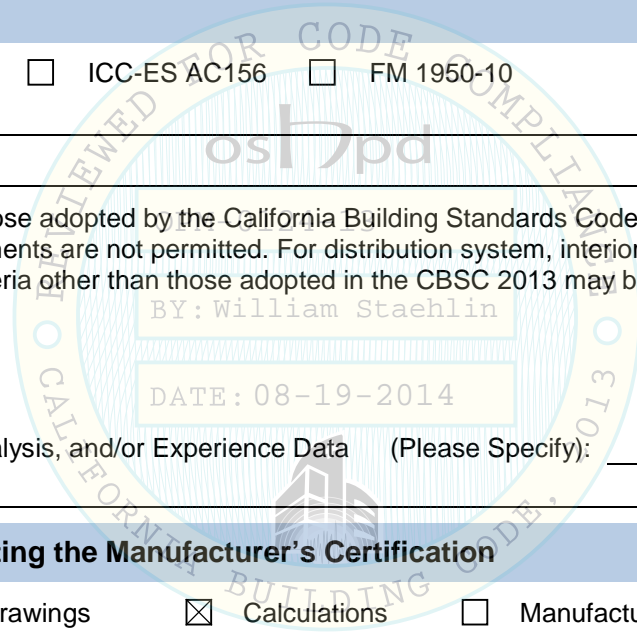 ☐ ICC-ES AC156 ☐ FM 1950-10
REVIEWED FOR CODE COMPLIANCE
oshpd
ose adopted by the California Building Standards Code
ents are not permitted. For distribution system, interior
eria other than those adopted in the CBSC 2013 may b
BY: William Staehlin
DATE: 08-19-2014
alysis, and/or Experience Data (Please Specify):
ting the Manufacturer's Certification
rawings ☒ Calculations ☐ Manufactu
CALIFORNIA BUILDING CODE, 2013